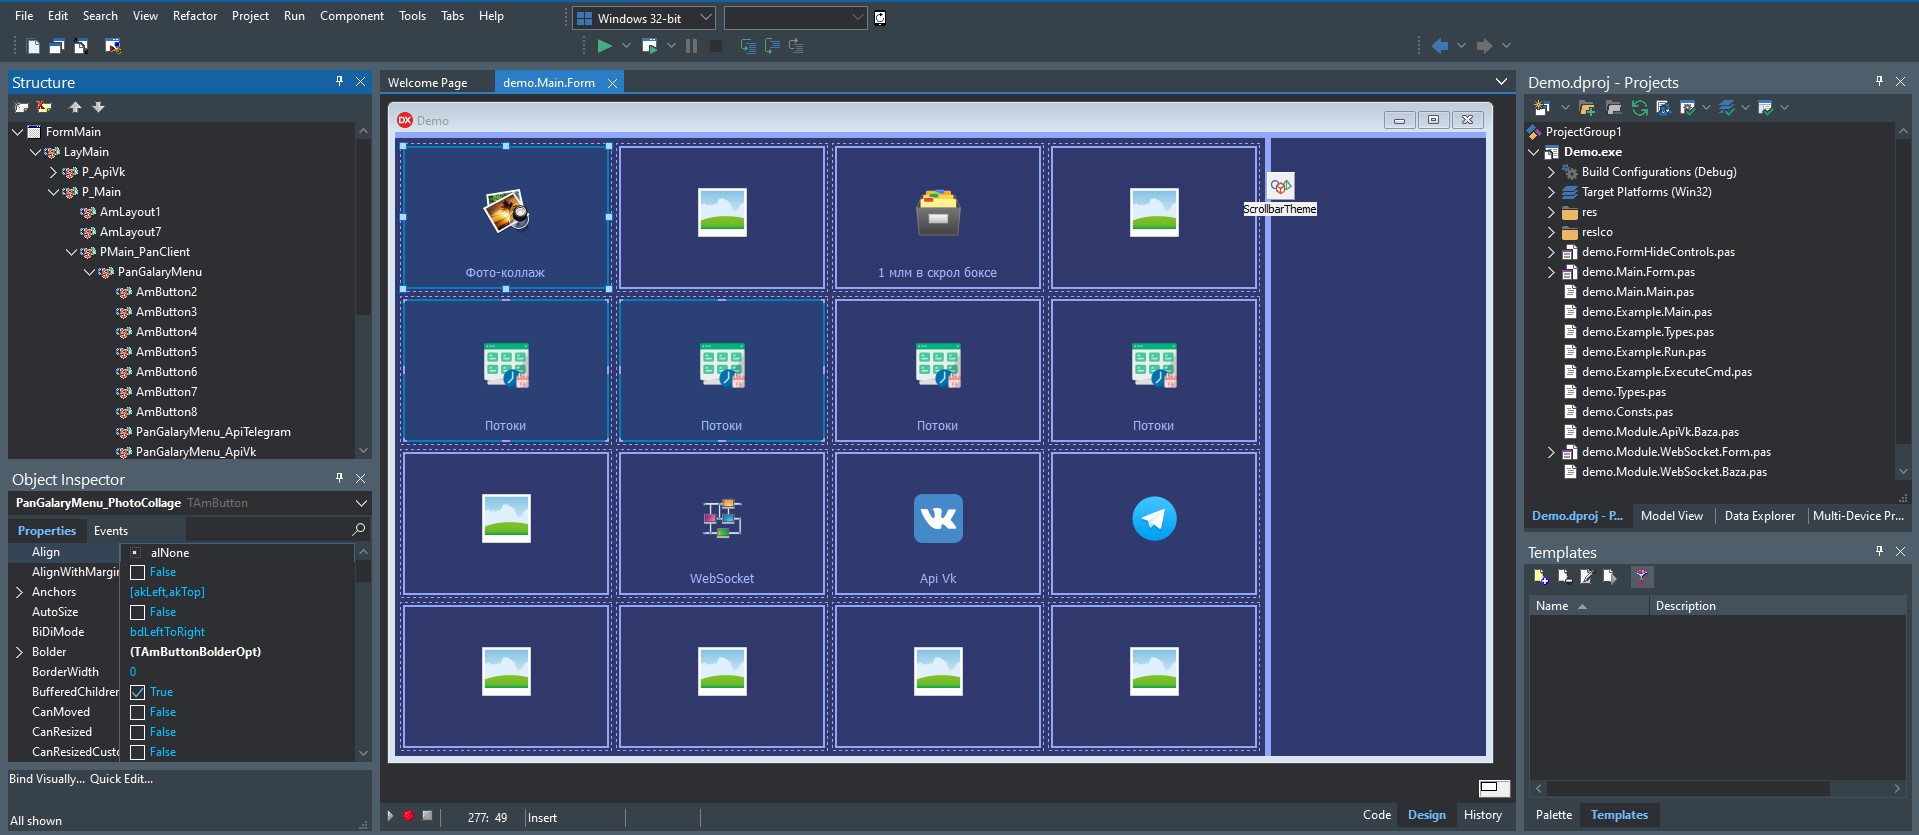 File Edit Search View Refactor Project Run Component Tools Tabs Help
Windows 32-bit
Structure
FormMain
LayMain
P_ApiVk
P_Main
AmLayout1
AmLayout7
PMain_PanClient
PanGalaryMenu
AmButton2
AmButton3
AmButton4
AmButton5
AmButton6
AmButton7
AmButton8
PanGalaryMenu_ApiTelegram
PanGalaryMenu_ApiVk
Object Inspector
PanGalaryMenu_PhotoCollage TAmButton
Properties Events
Align alNone
AlignWithMargin False
Anchors [akLeft,akTop]
AutoSize False
BiDiMode bdLeftToRight
Bolder (TAmButtonBolderOpt)
BorderWidth 0
BufferedChildren True
CanMoved False
CanResized False
CanResizedCusto False
Bind Visually... Quick Edit...
All shown
Welcome Page demo.Main.Form
DX Demo
ScrollbarTheme
Фото-коллаж 1 млм в скрол боксе
Потоки Потоки Потоки Потоки
WebSocket Api Vk
277: 49 Insert
Code Design History
Demo.dproj - Projects
ProjectGroup1
Demo.exe
Build Configurations (Debug)
Target Platforms (Win32)
res
resIco
demo.FormHideControls.pas
demo.Main.Form.pas
demo.Main.Main.pas
demo.Example.Main.pas
demo.Example.Types.pas
demo.Example.Run.pas
demo.Example.ExecuteCmd.pas
demo.Types.pas
demo.Consts.pas
demo.Module.ApiVk.Baza.pas
demo.Module.WebSocket.Form.pas
demo.Module.WebSocket.Baza.pas
Demo.dproj - P... Model View Data Explorer Multi-Device Pr...
Templates
Name Description
Palette Templates